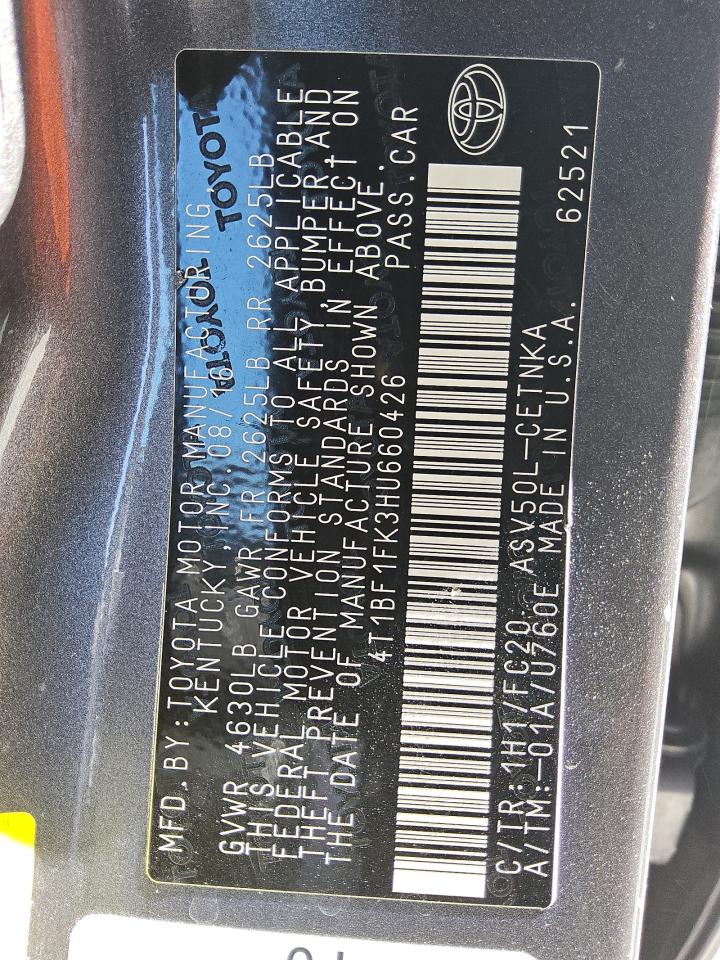 MFD.BY:TOYOTA MOTOR MANUFACTURING,
KENTUCKY,INC.08/16
GVWR 4630LB GAWR FR 2625LB RR 2625LB
THIS VEHICLE CONFORMS TO ALL APPLICABLE
FEDERAL MOTOR VEHICLE SAFETY,BUMPER,AND
THEFT PREVENTION STANDARDS IN EFFECT ON
THE DATE OF MANUFACTURE SHOWN ABOVE.
4T1BF1FK3HU660426 PASS.CAR
C/TR:1H1/FC20 ASV50L-CETNKA
A/TM:-01A/U760E MADE IN U.S.A. 62521
TOYOTA
TOYOTA